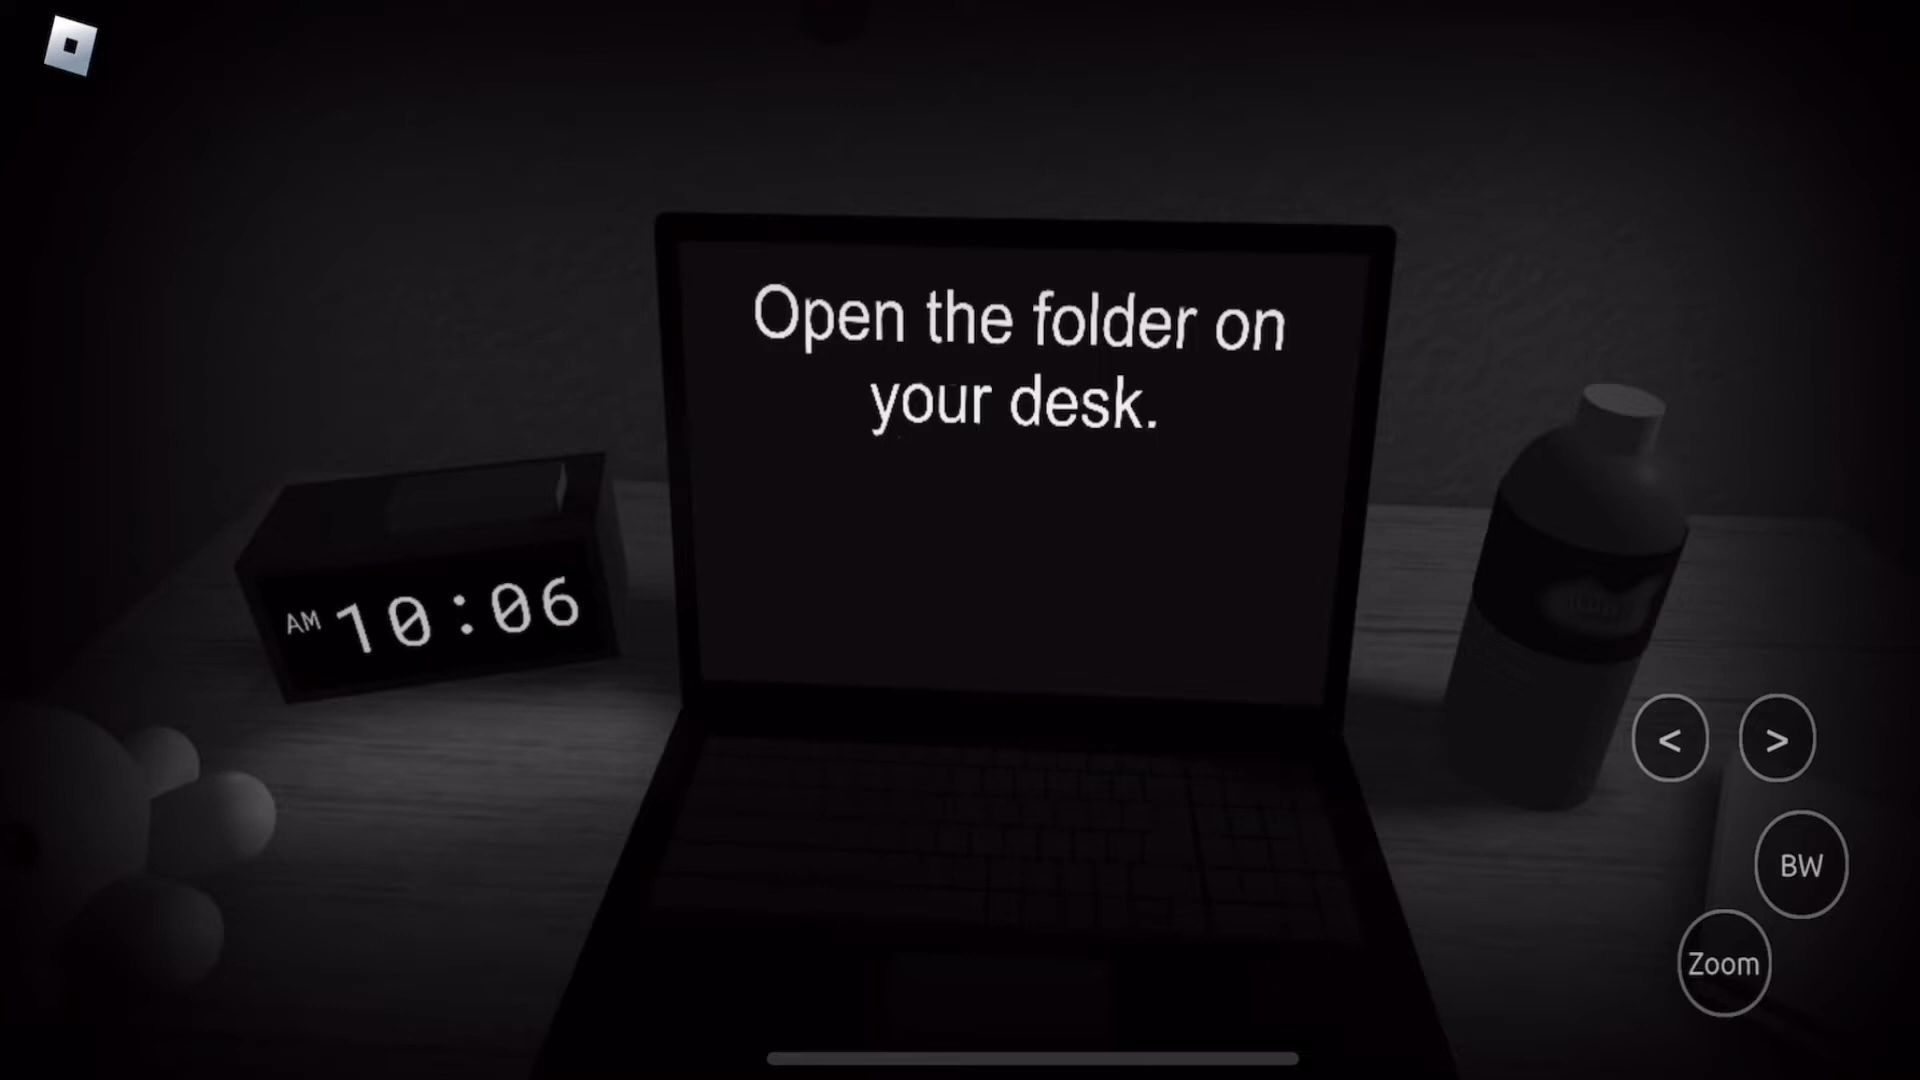 Open the folder on
your desk.
AM 10:06
< >
BW
Zoom